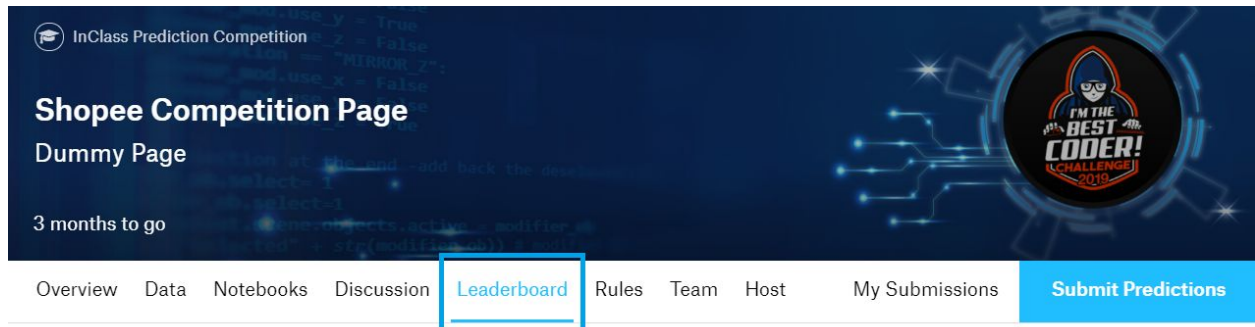 InClass Prediction Competition
Shopee Competition Page
Dummy Page
3 months to go
I'M THE
BEST
CODER!
CHALLENGE
2019
Overview Data Notebooks Discussion Leaderboard Rules Team Host My Submissions Submit Predictions